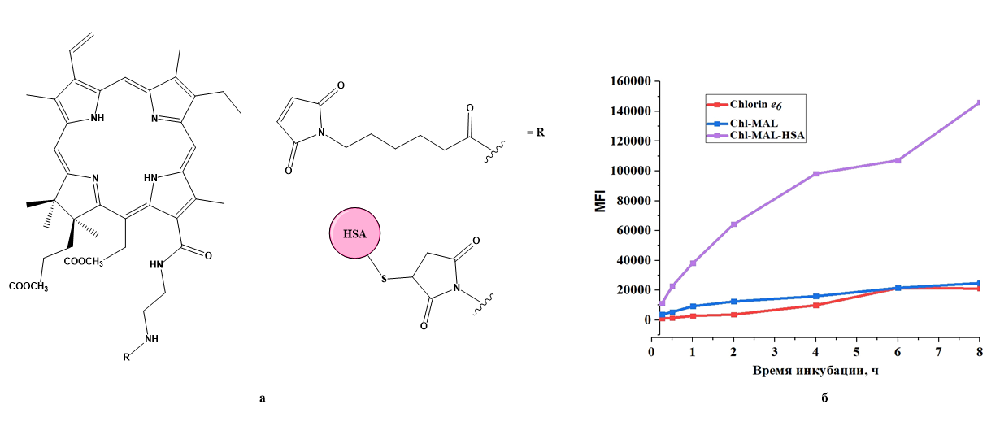 NH
N
N
HN
COOCH3
COOCH3
HN
O
NH
R
O
N
O
O
= R
HSA
S
O
N
O
а
160000
140000
120000
100000
80000
60000
40000
20000
0
MFI
Chlorin e6
Chl-MAL
Chl-MAL-HSA
0 1 2 3 4 5 6 7 8
Время инкубации, ч
б